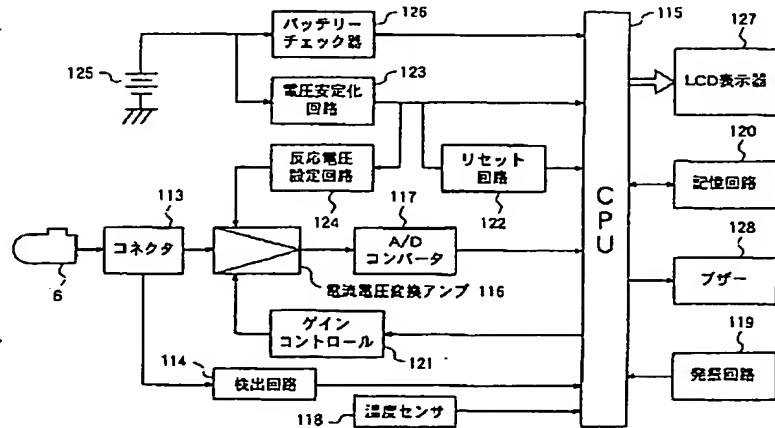 126
バッテリー
チェック器
115
127
LCD表示器
125
123
電圧安定化
回路
120
記位回路
反応電圧
設定回路
124
リセット
回路
122
CPU
113
コネクタ
117
A/D
コンバータ
128
ブザー
6
電流電圧変換アンプ 116
ゲイン
コントロール
121
119
114
検出回路
118
温度センサ